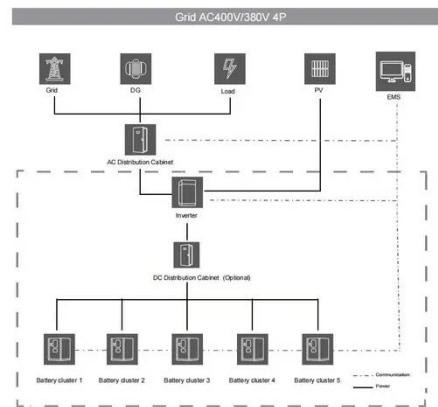 Grid AC400V/380V 4P
Grid
DG
Load
PV
EMS
AC Distribution Cabinet
Inverter
DC Distribution Cabinet (Optional)
Battery cluster 1
Battery cluster 2
Battery cluster 3
Battery cluster 4
Battery cluster 5
Communication
Power